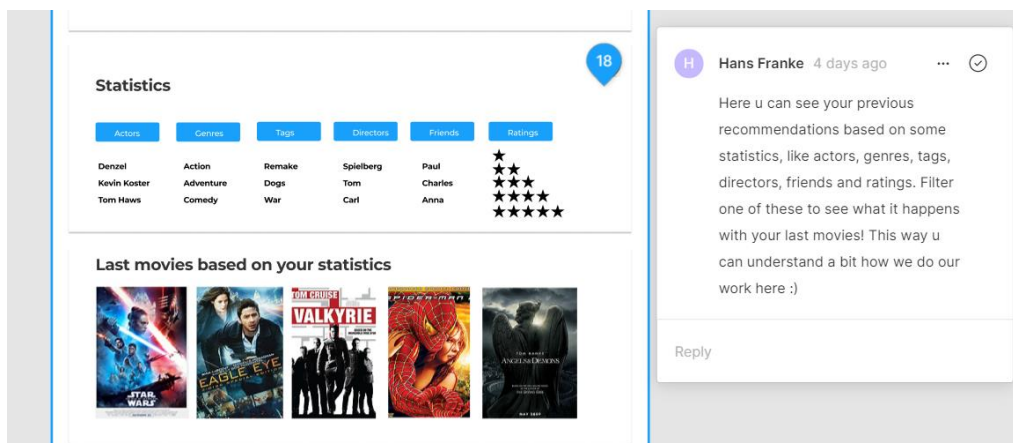 18
Statistics
Actors Genres Tags Directors Friends Ratings
Denzel Action Remake Spielberg Paul
Kevin Koster Adventure Dogs Tom Charles
Tom Haws Comedy War Carl Anna
Last movies based on your statistics
STAR
WARS
EAGLE EYE
TOM CRUISE
VALKYRIE
SPIDER-MAN
TOM HANKS
ANGELS & DEMONS
MAY 2009
H Hans Franke 4 days ago
Here u can see your previous
recommendations based on some
statistics, like actors, genres, tags,
directors, friends and ratings. Filter
one of these to see what it happens
with your last movies! This way u
can understand a bit how we do our
work here :)
Reply